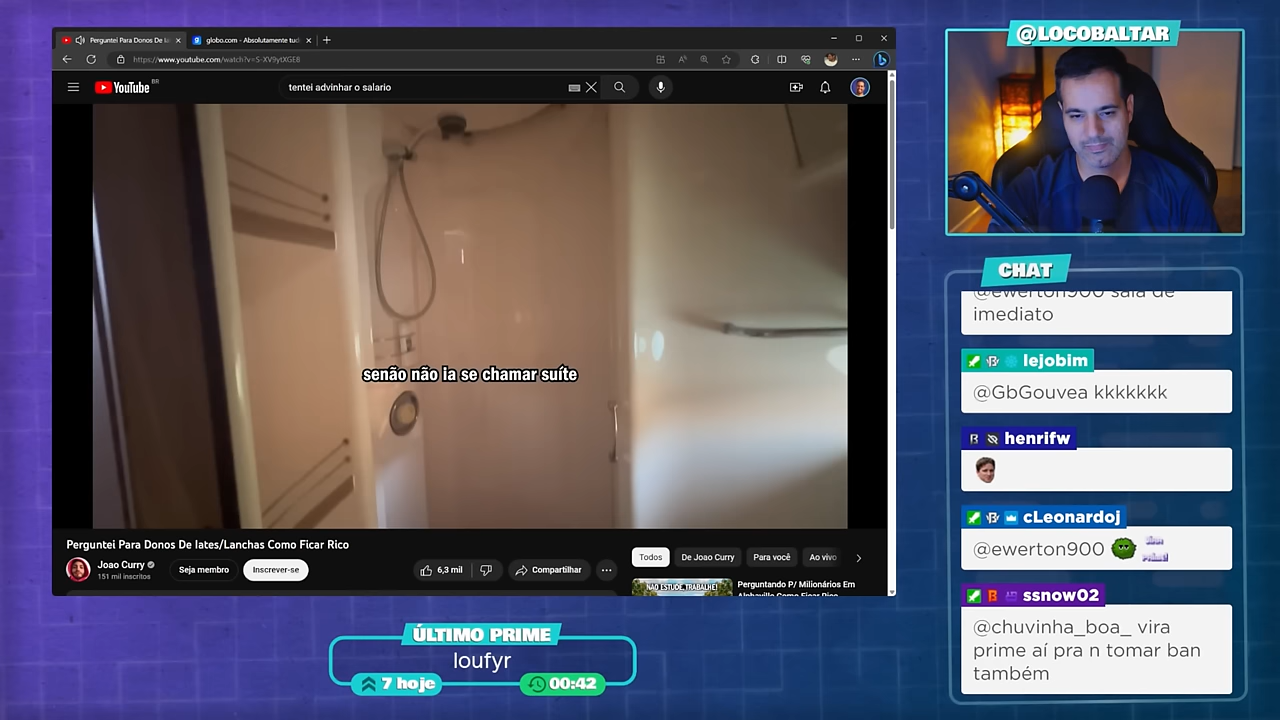 Perguntei Para Donos De Ia
globo.com - Absolutamente tud
https://www.youtube.com/watch?v=S-XV9ytXGE8
YouTube BR
tentei advinhar o salario
senão não ia se chamar suíte
Perguntei Para Donos De Iates/Lanchas Como Ficar Rico
Joao Curry
151 mil inscritos
Seja membro
Inscrever-se
6,3 mil
Compartilhar
Todos
De Joao Curry
Para você
Ao vivo
NÃO ESTUDE, TRABALHE!
Perguntando P/ Milionários Em
Alphaville Como Ficar Rico
ÚLTIMO PRIME
loufyr
7 hoje
00:42
@LOCOBALTAR
CHAT
@ewerton900 sala de
imediato
lejobim
@GbGouvea kkkkkkk
henrifw
cLeonardoj
@ewerton900
ssnow02
@chuvinha_boa_ vira
prime aí pra n tomar ban
também